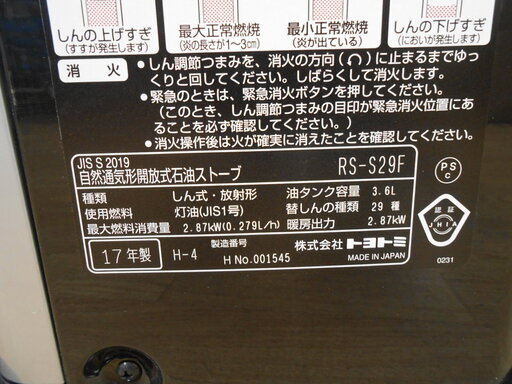 しんの上げすぎ
(すすが発生します)
最大正常燃焼
(炎の長さが1～3cm)
最小正常燃焼
(炎が出ている)
しんの下げすぎ
(においが発生します)
消火
●しん調節つまみを、消火の方向(⌒)に止まるまでゆっ
くりと回してください。しばらくして消火します。
●緊急のときは、緊急消火ボタンを押してください。
(このとき、しん調節つまみの目印が緊急消火位置にあ
ることを必ず確認してください。)
●消火操作後は火が確実に消えたことを確認してください。
JIS S 2019
自然通気形開放式石油ストーブ RS-S29F
種類 しん式・放射形 油タンク容量 3.6L
使用燃料 灯油(JIS1号) 替しんの種類 29 種
最大燃料消費量 2.87kW(0.279L/h) 暖房出力 2.87kW
17年製 H-4 製造番号 H No.001545
株式会社トヨトミ
MADE IN JAPAN
PS
C
認証
JHIA
0231